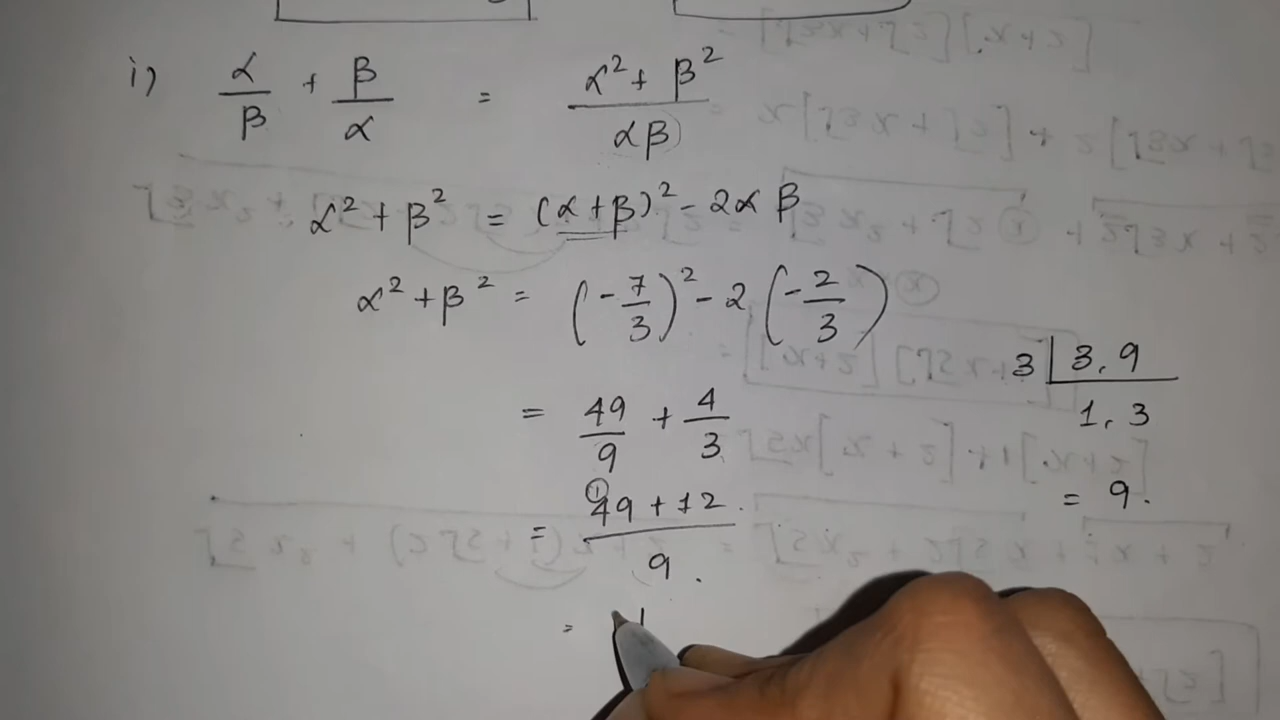 i) α/β + β/α = (α² + β²)/(αβ)
α² + β² = (α + β)² - 2αβ
α² + β² = (-7/3)² - 2(-2/3)
= 49/9 + 4/3
= (49 + 12)/9.
=
3 | 3, 9
1, 3
= 9.